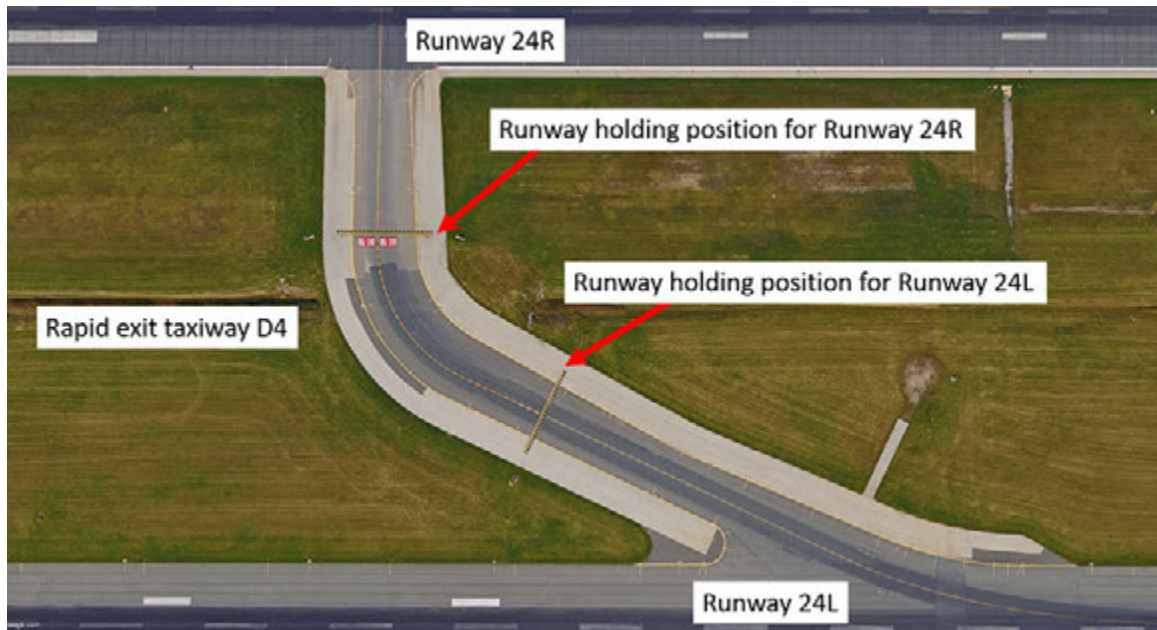 Runway 24R
Runway holding position for Runway 24R
Runway holding position for Runway 24L
Rapid exit taxiway D4
Runway 24L